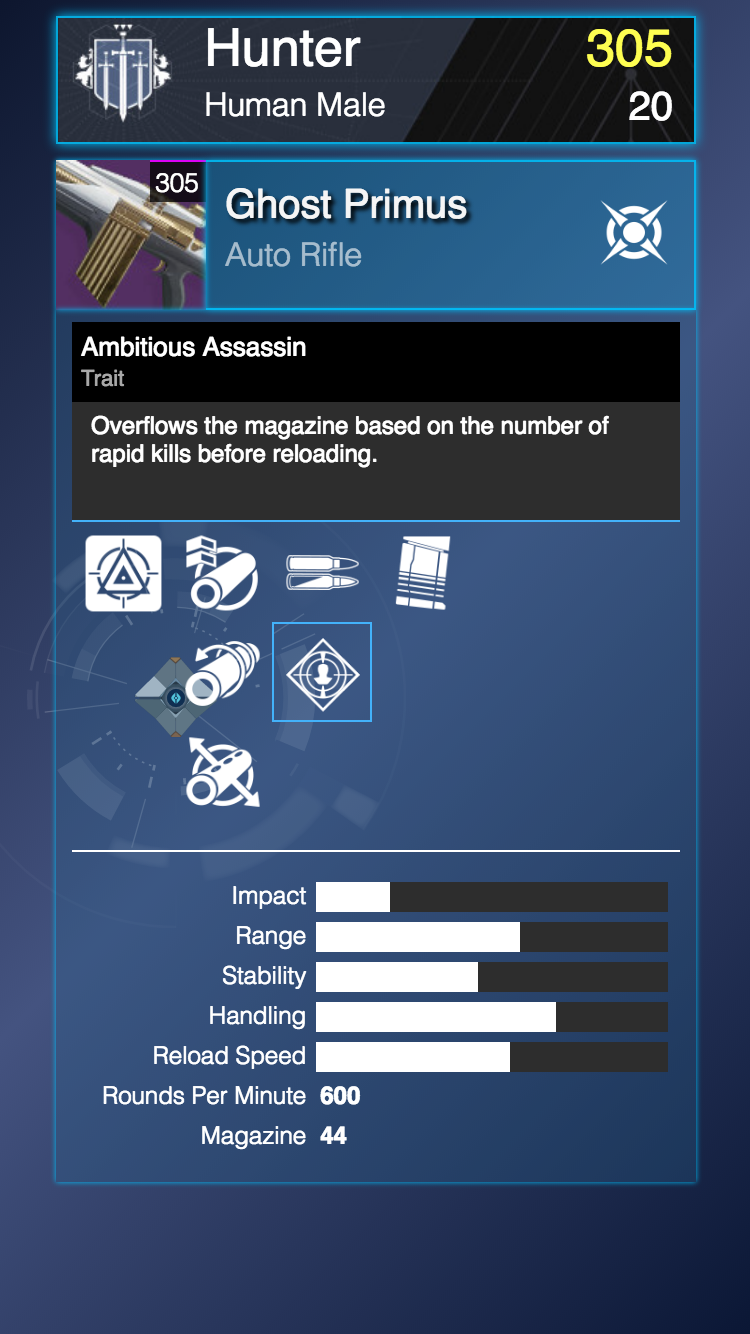 Hunter
305
Human Male
20
305
Ghost Primus
Auto Rifle
Ambitious Assassin
Trait
Overflows the magazine based on the number of
rapid kills before reloading.
Impact
Range
Stability
Handling
Reload Speed
Rounds Per Minute 600
Magazine 44